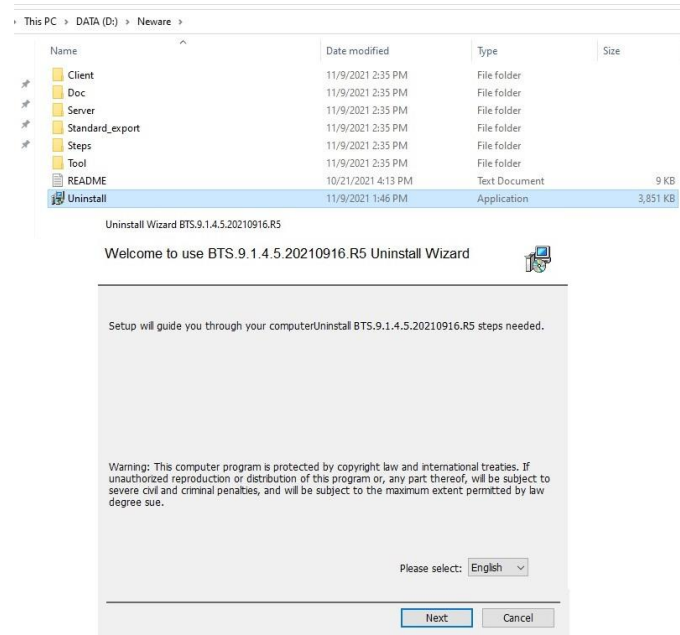 › This PC › DATA (D:) › Neware ›
Name Date modified Type Size
Client 11/9/2021 2:35 PM File folder
Doc 11/9/2021 2:35 PM File folder
Server 11/9/2021 2:35 PM File folder
Standard_export 11/9/2021 2:35 PM File folder
Steps 11/9/2021 2:35 PM File folder
Tool 11/9/2021 2:35 PM File folder
README 10/21/2021 4:13 PM Text Document 9 KB
Uninstall 11/9/2021 1:46 PM Application 3,851 KB
Uninstall Wizard BTS.9.1.4.5.20210916.R5
Welcome to use BTS.9.1.4.5.20210916.R5 Uninstall Wizard
Setup will guide you through your computerUninstall BTS.9.1.4.5.20210916.R5 steps needed.
Warning: This computer program is protected by copyright law and international treaties. If
unauthorized reproduction or distribution of this program or, any part thereof, will be subject to
severe civil and criminal penalties, and will be subject to the maximum extent permitted by law
degree sue.
Please select: English
Next Cancel